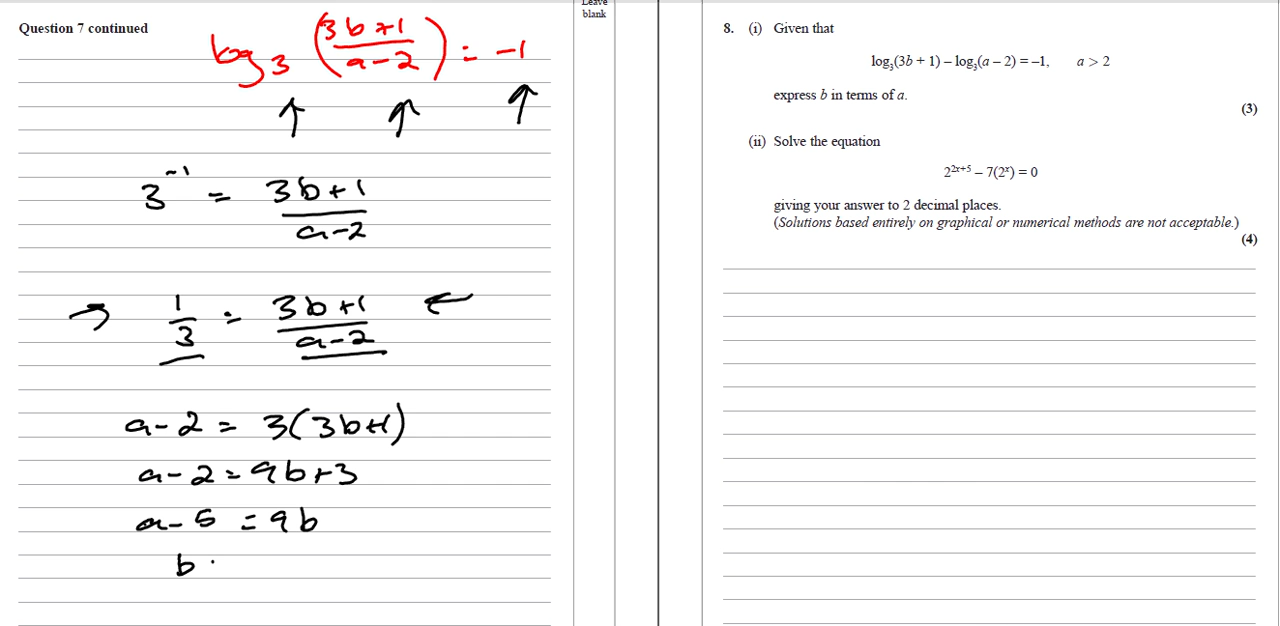 Question 7 continued
log₃ (3b+1 / a-2) = -1
3⁻¹ = 3b+1 / a-2
1/3 = 3b+1 / a-2
a-2 = 3(3b+1)
a-2 = 9b+3
a-5 = 9b
b
Leave
blank
8. (i) Given that
log₃(3b + 1) – log₃(a – 2) = –1, a > 2
express b in terms of a.
(3)
(ii) Solve the equation
2²ˣ⁺⁵ – 7(2ˣ) = 0
giving your answer to 2 decimal places.
(Solutions based entirely on graphical or numerical methods are not acceptable.)
(4)